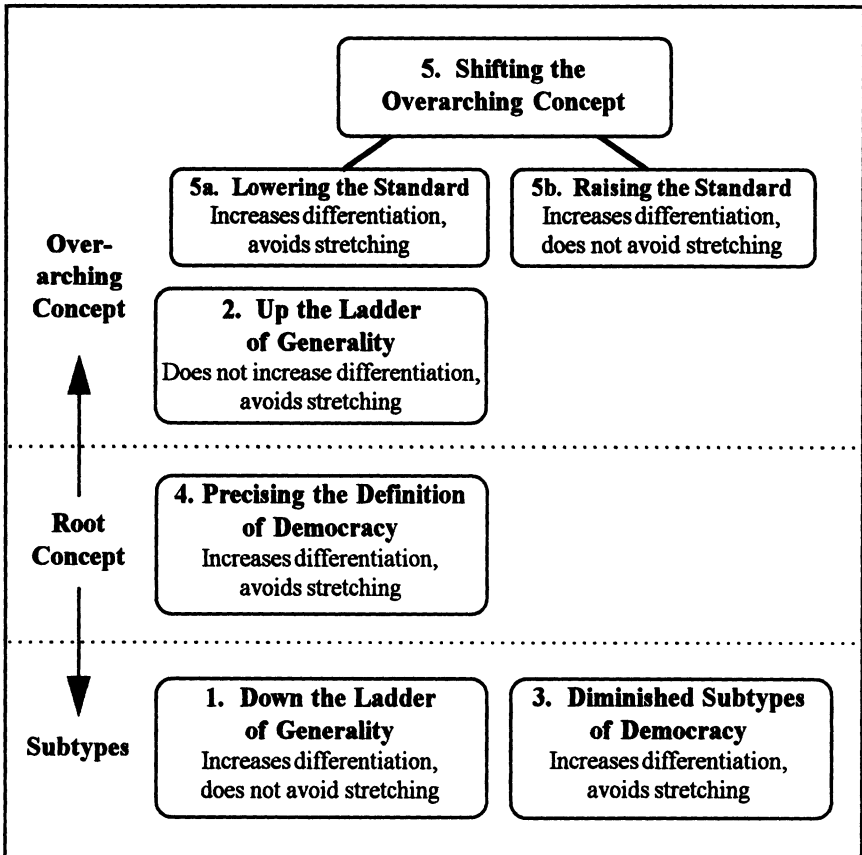 5. Shifting the
Overarching Concept
5a. Lowering the Standard
Increases differentiation,
avoids stretching
5b. Raising the Standard
Increases differentiation,
does not avoid stretching
Over-
arching
Concept
2. Up the Ladder
of Generality
Does not increase differentiation,
avoids stretching
Root
Concept
4. Precising the Definition
of Democracy
Increases differentiation,
avoids stretching
Subtypes
1. Down the Ladder
of Generality
Increases differentiation,
does not avoid stretching
3. Diminished Subtypes
of Democracy
Increases differentiation,
avoids stretching